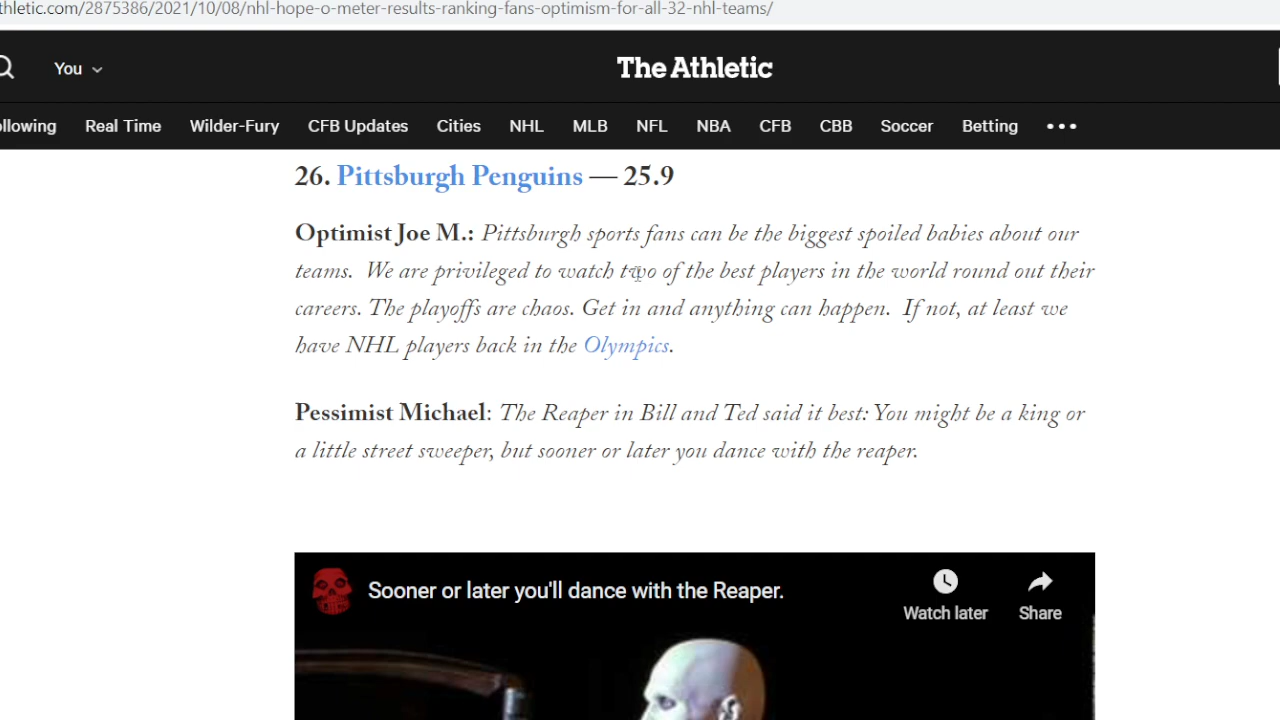 thletic.com/2875386/2021/10/08/nhl-hope-o-meter-results-ranking-fans-optimism-for-all-32-nhl-teams/
You
The Athletic
ollowing Real Time Wilder-Fury CFB Updates Cities NHL MLB NFL NBA CFB CBB Soccer Betting •••
26. Pittsburgh Penguins — 25.9
Optimist Joe M.: Pittsburgh sports fans can be the biggest spoiled babies about our
teams. We are privileged to watch two of the best players in the world round out their
careers. The playoffs are chaos. Get in and anything can happen. If not, at least we
have NHL players back in the Olympics.
Pessimist Michael: The Reaper in Bill and Ted said it best: You might be a king or
a little street sweeper, but sooner or later you dance with the reaper.
Sooner or later you'll dance with the Reaper.
Watch later Share